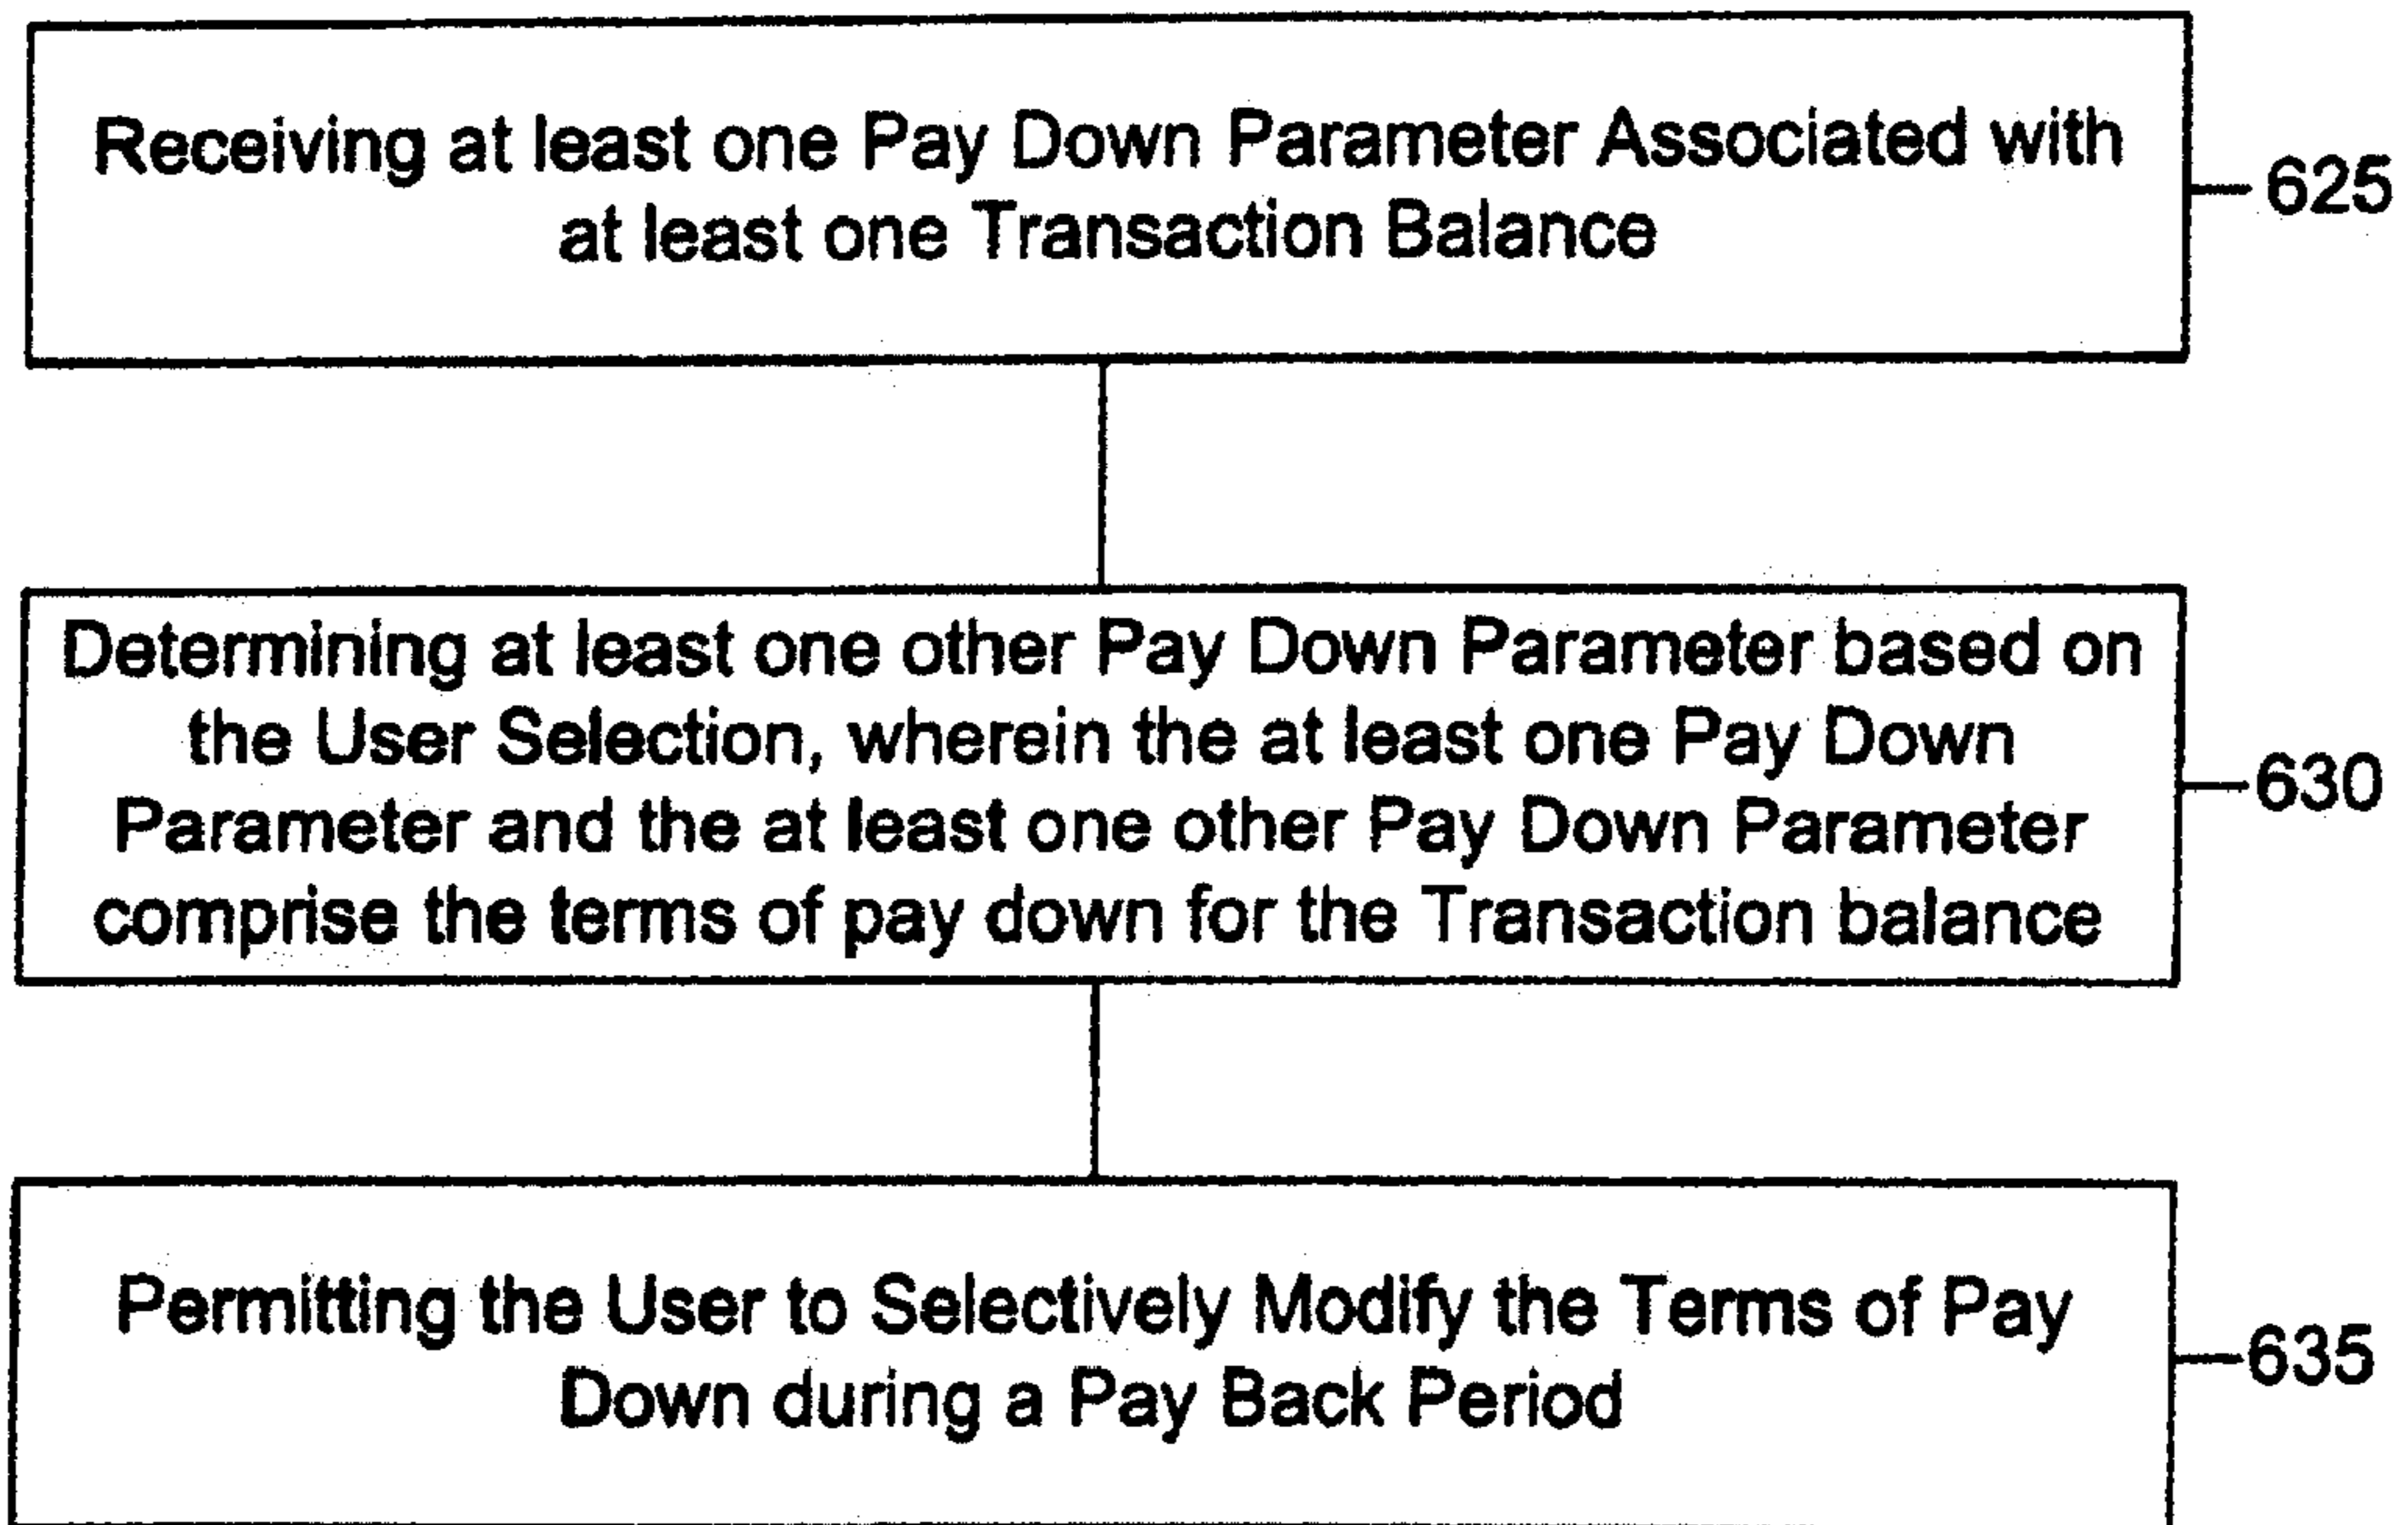 Receiving at least one Pay Down Parameter Associated with
at least one Transaction Balance
625
Determining at least one other Pay Down Parameter based on
the User Selection, wherein the at least one Pay Down
Parameter and the at least one other Pay Down Parameter
comprise the terms of pay down for the Transaction balance
630
Permitting the User to Selectively Modify the Terms of Pay
Down during a Pay Back Period
635